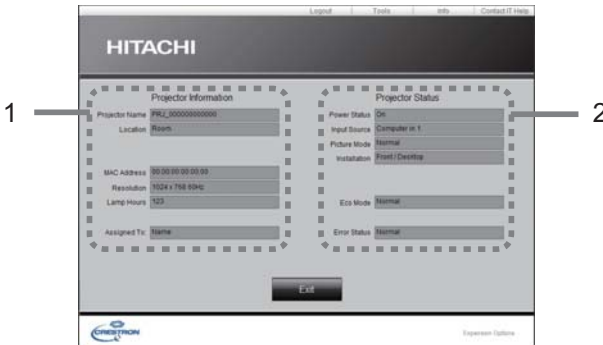 Logout Tools Info Contact IT Help
HITACHI
1
Projector Information
Projector Name PRJ_000000000000
Location Room
MAC Address 00:00:00:00:00:00
Resolution 1024 x 768 60Hz
Lamp Hours 123
Assigned To: Name
2
Projector Status
Power Status On
Input Source Computer in 1
Picture Mode Normal
Installation Front / Desktop
Eco Mode Normal
Error Status Normal
Exit
CRESTRON
Expansion Options